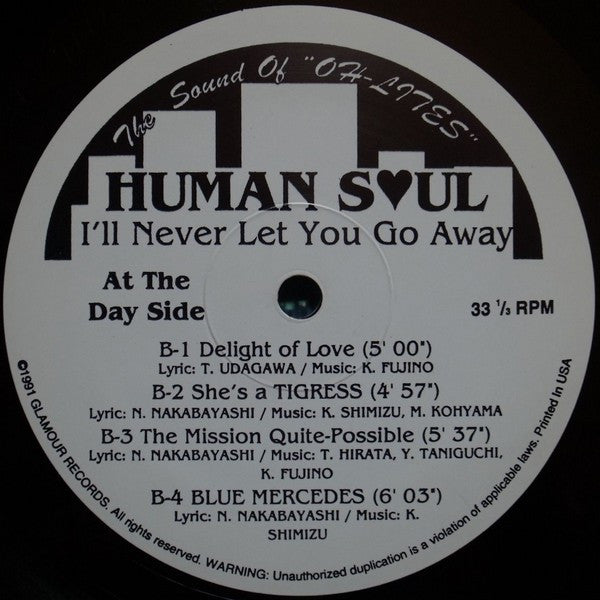 The Sound Of "OH-LITES"
HUMAN S♥UL
I'll Never Let You Go Away
At The
Day Side
33 ⅓ RPM
B-1 Delight of Love (5' 00")
Lyric: T. UDAGAWA / Music: K. FUJINO
B-2 She's a TIGRESS (4' 57")
Lyric: N. NAKABAYASHI / Music: K. SHIMIZU, M. KOHYAMA
B-3 The Mission Quite-Possible (5' 37")
Lyric: N. NAKABAYASHI / Music: T. HIRATA, Y. TANIGUCHI,
K. FUJINO
B-4 BLUE MERCEDES (6' 03")
Lyric: N. NAKABAYASHI / Music: K.
SHIMIZU
©1991 GLAMOUR RECORDS. All rights reserved. WARNING: Unauthorized duplication is a violation of applicable laws. Printed In USA